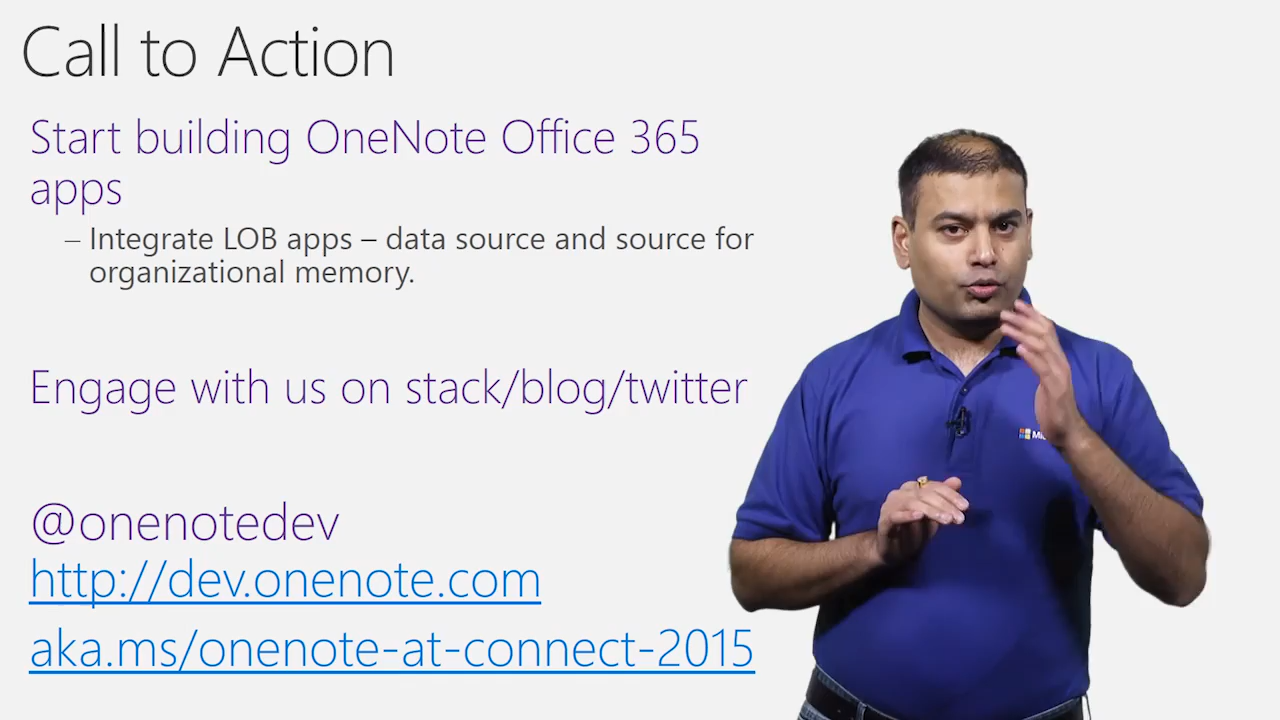 Call to Action
Start building OneNote Office 365
apps
– Integrate LOB apps – data source and source for
organizational memory.
Engage with us on stack/blog/twitter
@onenotedev
http://dev.onenote.com
aka.ms/onenote-at-connect-2015